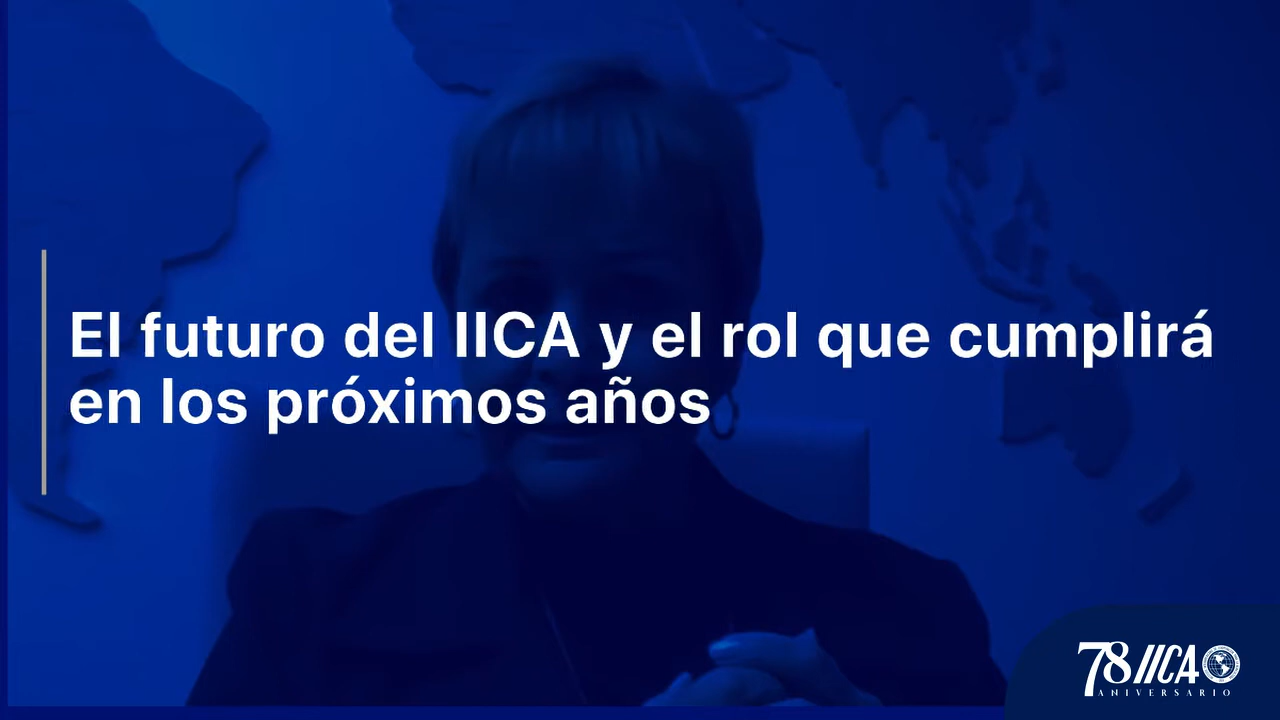 El futuro del IICA y el rol que cumplirá
en los próximos años
78 IICA
ANIVERSARIO